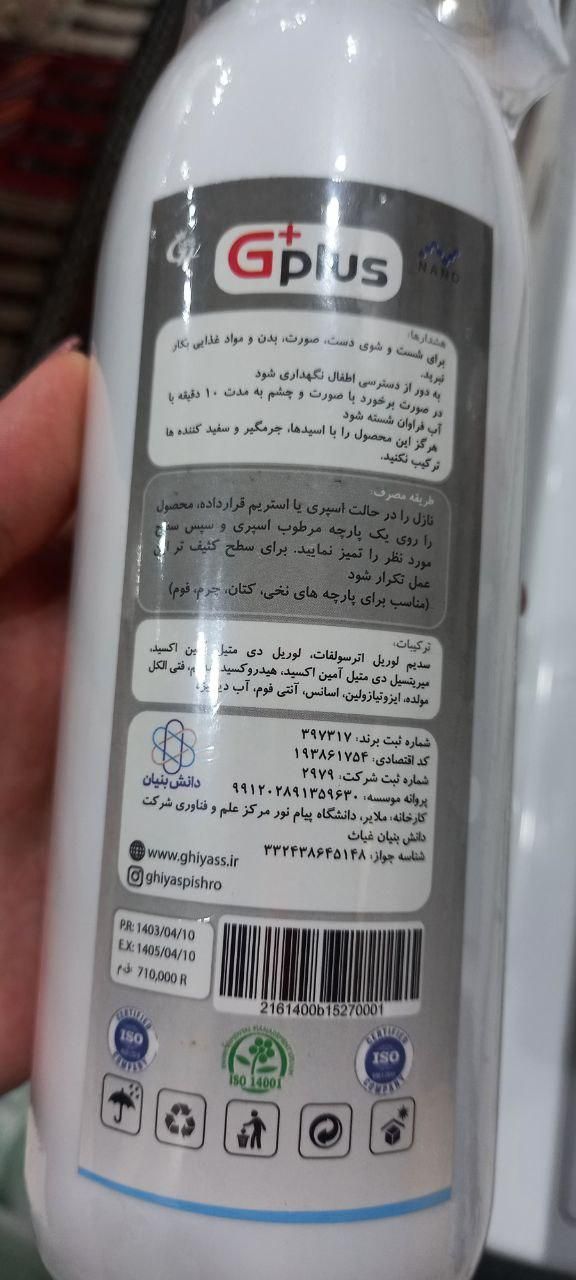 G+plus
NANO
هشدارها:
برای شست و شوی دست، صورت، بدن و مواد غذایی بکار
نبرید.
به دور از دسترسی اطفال نگهداری شود
در صورت برخورد با صورت و چشم به مدت ۱۰ دقیقه با
آب فراوان شسته شود
هرگز این محصول را با اسیدها، جرمگیر و سفید کننده ها
ترکیب نکنید.
طریقه مصرف:
نازل را در حالت اسپری یا استریم قرارداده، محصول
را روی یک پارچه مرطوب اسپری و سپس سطح
مورد نظر را تمیز نمایید. برای سطح کثیف تر این
عمل تکرار شود
(مناسب برای پارچه های نخی، کتان، چرم، فوم)
ترکیبات:
سدیم لوریل اترسولفات، لوریل دی متیل آمین اکسید،
میریتسیل دی متیل آمین اکسید، هیدروکسید سدیم، فتی الکل
مولده، ایزوتیازولین، اسانس، آنتی فوم، آب دیونیزه
دانش بنیان
شماره ثبت برند: ۳۹۷۳۱۷
کد اقتصادی: ۱۹۳۸۶۱۷۵۴
شماره ثبت شرکت: ۲۹۷۹
پروانه موسسه: ۹۹۱۲۰۲۸۹۱۳۵۹۶۳۰
کارخانه: ملایر، دانشگاه پیام نور مرکز علم و فناوری شرکت
دانش بنیان غیاث
شناسه جواز: ۳۳۲۴۳۸۶۴۵۱۴۸
www.ghiyass.ir
ghiyaspishro
P.R: 1403/04/10
E.X: 1405/04/10
ق.م: 710,000 R
2161400b15270001
CERTIFIED
ISO
COMPANY
ISO 14001
CERTIFIED
ISO
COMPANY